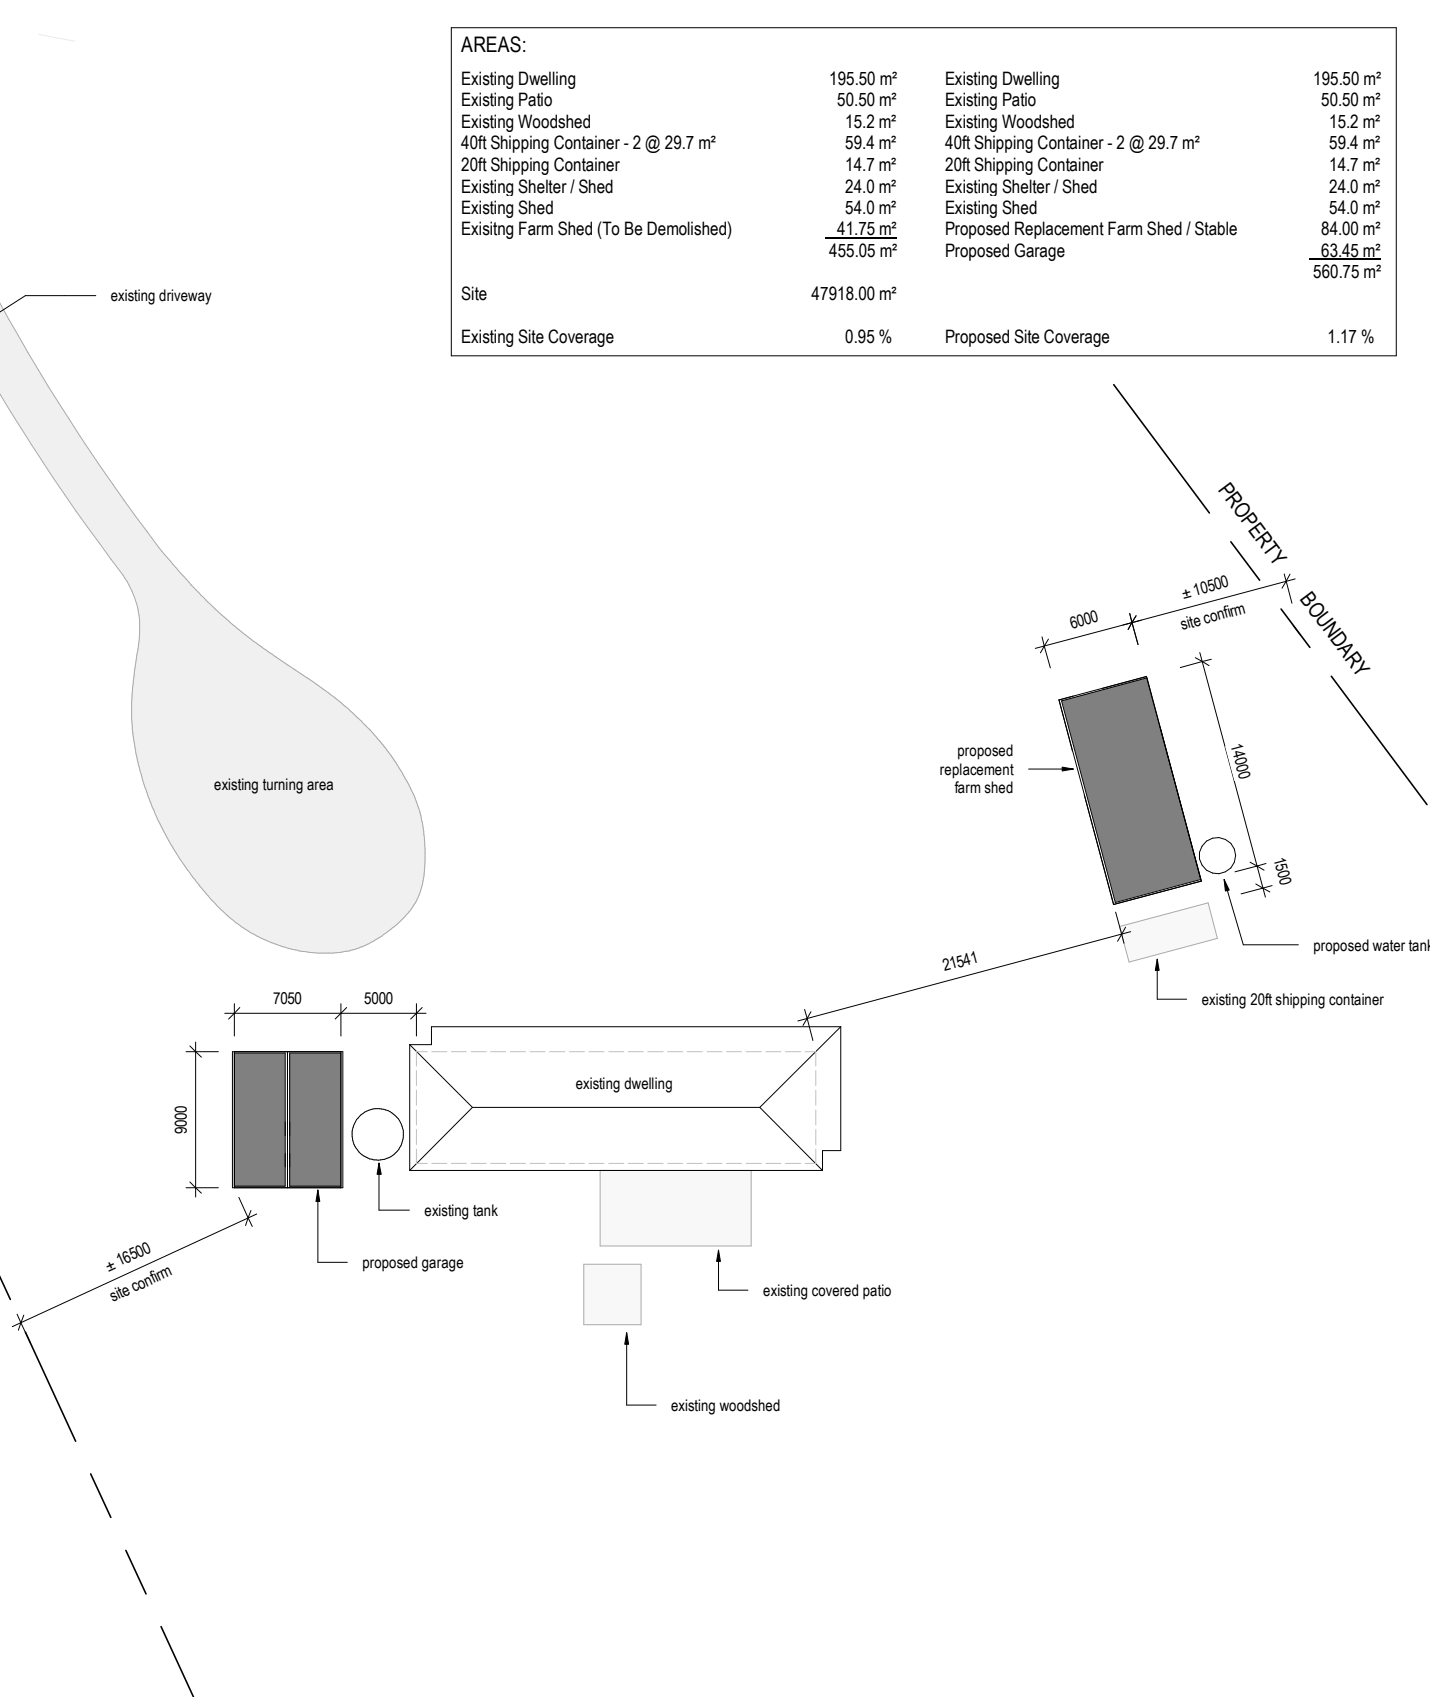 AREAS:
Existing Dwelling 195.50 m² Existing Dwelling 195.50 m²
Existing Patio 50.50 m² Existing Patio 50.50 m²
Existing Woodshed 15.2 m² Existing Woodshed 15.2 m²
40ft Shipping Container - 2 @ 29.7 m² 59.4 m² 40ft Shipping Container - 2 @ 29.7 m² 59.4 m²
20ft Shipping Container 14.7 m² 20ft Shipping Container 14.7 m²
Existing Shelter / Shed 24.0 m² Existing Shelter / Shed 24.0 m²
Existing Shed 54.0 m² Existing Shed 54.0 m²
Exisitng Farm Shed (To Be Demolished) 41.75 m² Proposed Replacement Farm Shed / Stable 84.00 m²
455.05 m² Proposed Garage 63.45 m²
560.75 m²
Site 47918.00 m²
Existing Site Coverage 0.95 % Proposed Site Coverage 1.17 %
existing driveway
PROPERTY
BOUNDARY
± 10500
site confirm
6000
14000
1500
proposed
replacement
farm shed
existing turning area
proposed water tank
existing 20ft shipping container
21541
7050
5000
9000
existing dwelling
existing tank
proposed garage
± 16500
site confirm
existing covered patio
existing woodshed